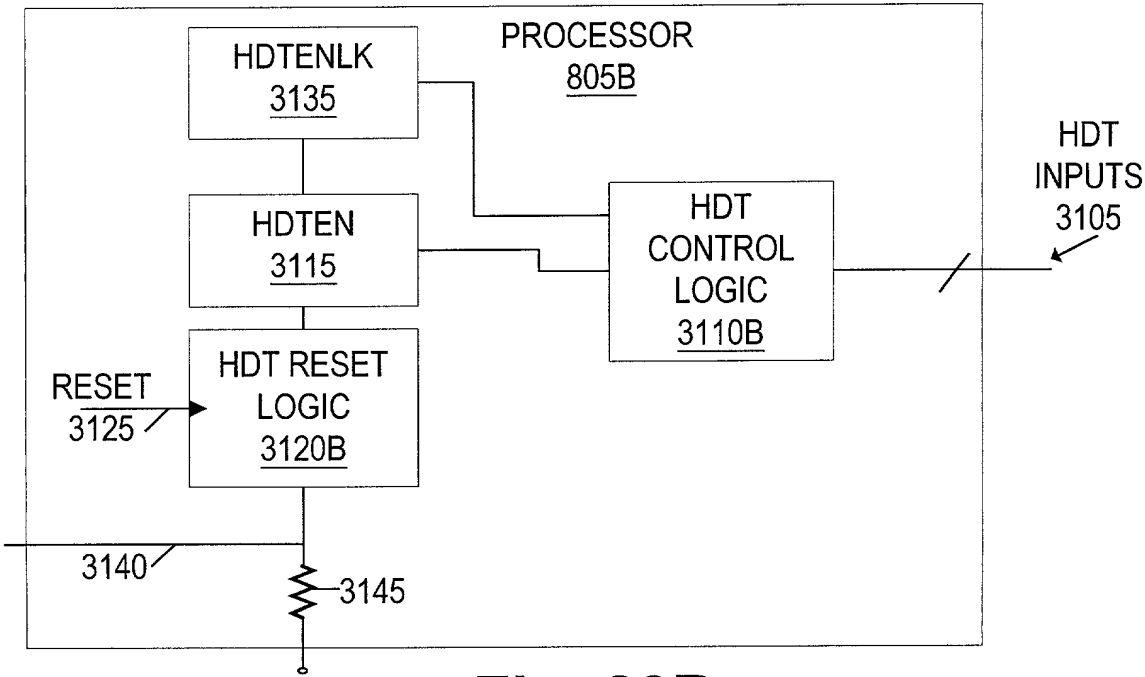 PROCESSOR
805B
HDTENLK
3135
HDTEN
3115
HDT RESET
LOGIC
3120B
RESET
3125
HDT
CONTROL
LOGIC
3110B
HDT
INPUTS
3105
3140
3145